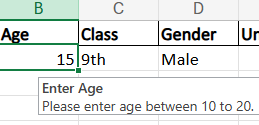 B C D
Age Class Gender Ur
15 9th Male
Enter Age
Please enter age between 10 to 20.